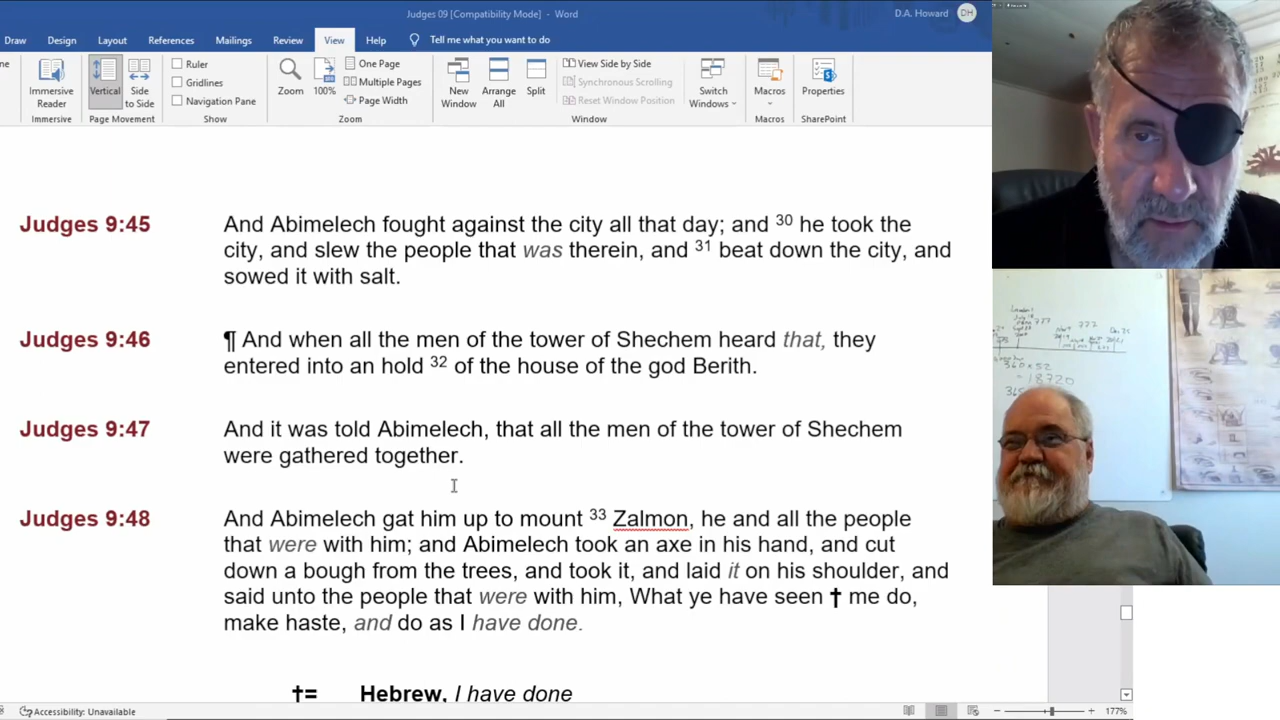 Judges 09 [Compatibility Mode] - Word
D.A. Howard DH
Draw Design Layout References Mailings Review View Help Tell me what you want to do
Immersive Reader
Immersive
Vertical
Side to Side
Page Movement
Ruler
Gridlines
Navigation Pane
Show
Zoom
100%
One Page
Multiple Pages
Page Width
Zoom
New Window
Arrange All
Split
View Side by Side
Synchronous Scrolling
Reset Window Position
Switch Windows
Window
Macros
Macros
Properties
SharePoint
Judges 9:45 And Abimelech fought against the city all that day; and 30 he took the
city, and slew the people that was therein, and 31 beat down the city, and
sowed it with salt.
Judges 9:46 ¶ And when all the men of the tower of Shechem heard that, they
entered into an hold 32 of the house of the god Berith.
Judges 9:47 And it was told Abimelech, that all the men of the tower of Shechem
were gathered together.
Judges 9:48 And Abimelech gat him up to mount 33 Zalmon, he and all the people
that were with him; and Abimelech took an axe in his hand, and cut
down a bough from the trees, and took it, and laid it on his shoulder, and
said unto the people that were with him, What ye have seen ✝ me do,
make haste, and do as I have done.
✝= Hebrew, I have done
Accessibility: Unavailable
177%
777
360 x 52
18720